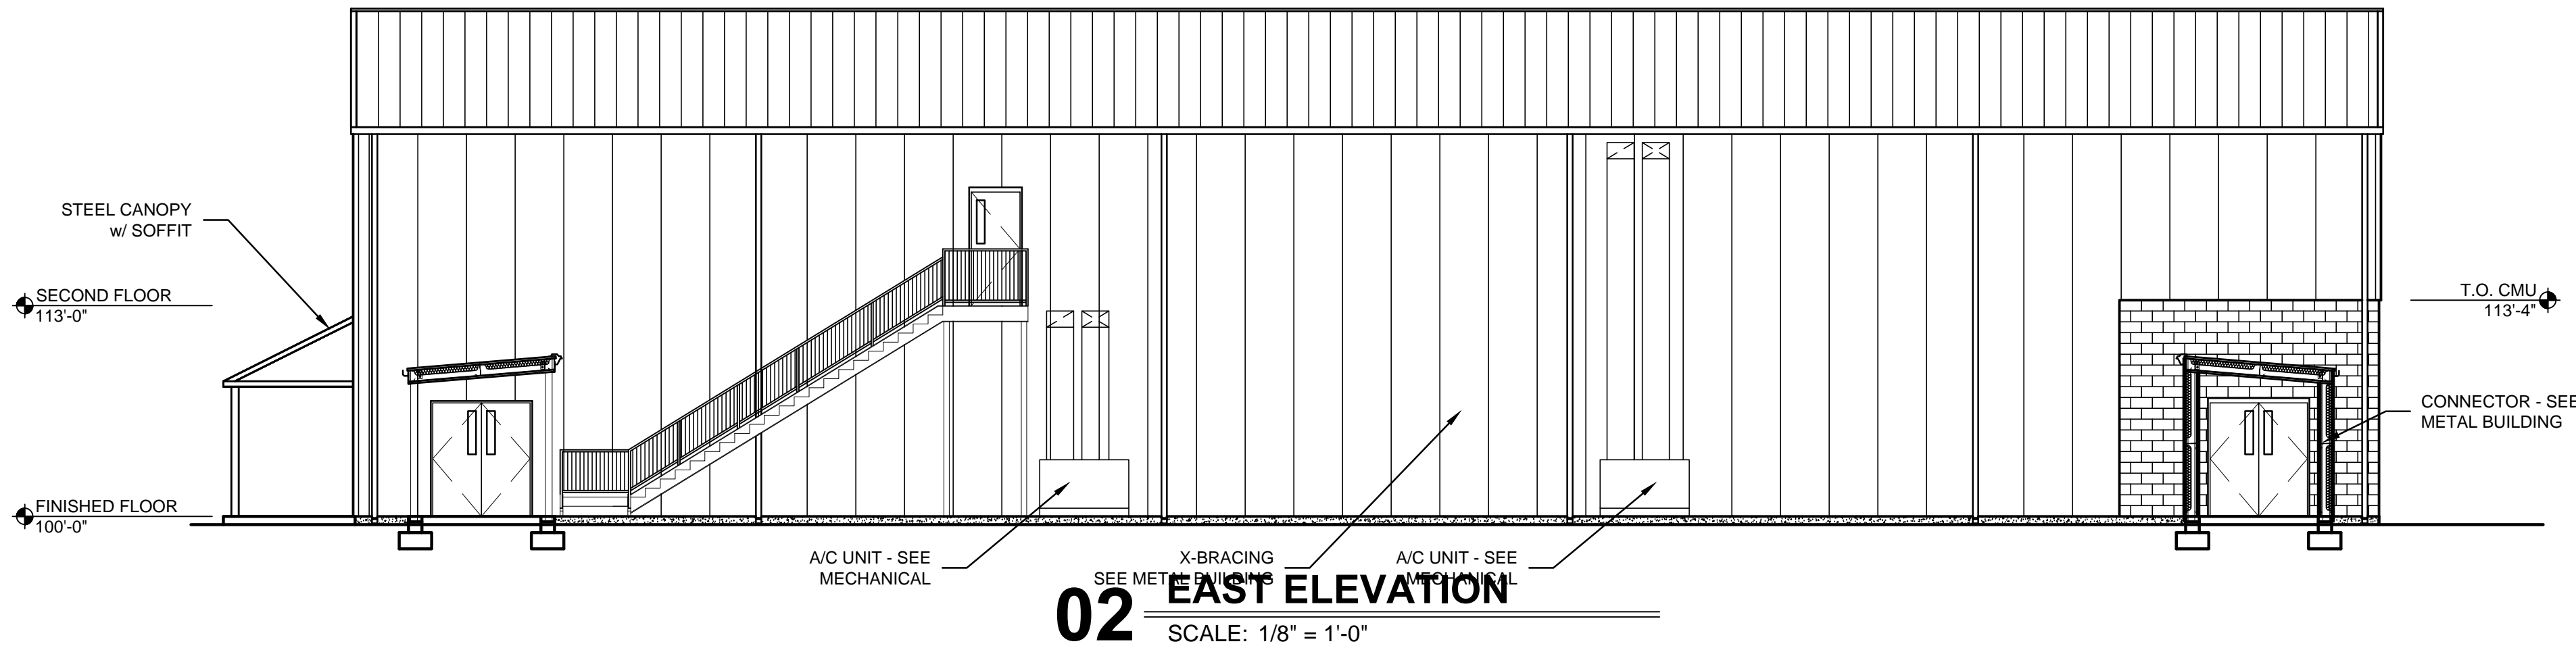 STEEL CANOPY
w/ SOFFIT
SECOND FLOOR
113'-0"
T.O. CMU
113'-4"
CONNECTOR - SEE
METAL BUILDING
FINISHED FLOOR
100'-0"
A/C UNIT - SEE
MECHANICAL
X-BRACING
SEE METAL BUILDING
A/C UNIT - SEE
MECHANICAL
02
EAST ELEVATION
SCALE: 1/8" = 1'-0"